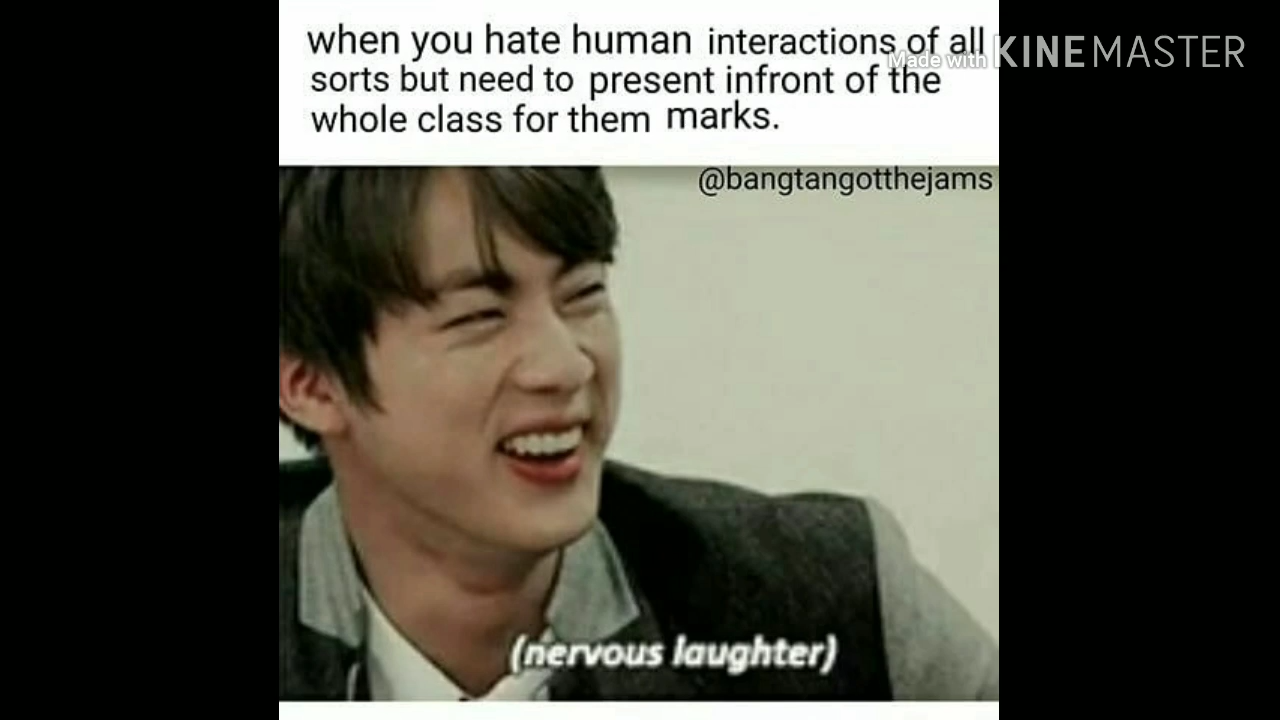 when you hate human interactions of all
sorts but need to present infront of the
whole class for them marks.
Made with KINEMASTER
@bangtangotthejams
(nervous laughter)